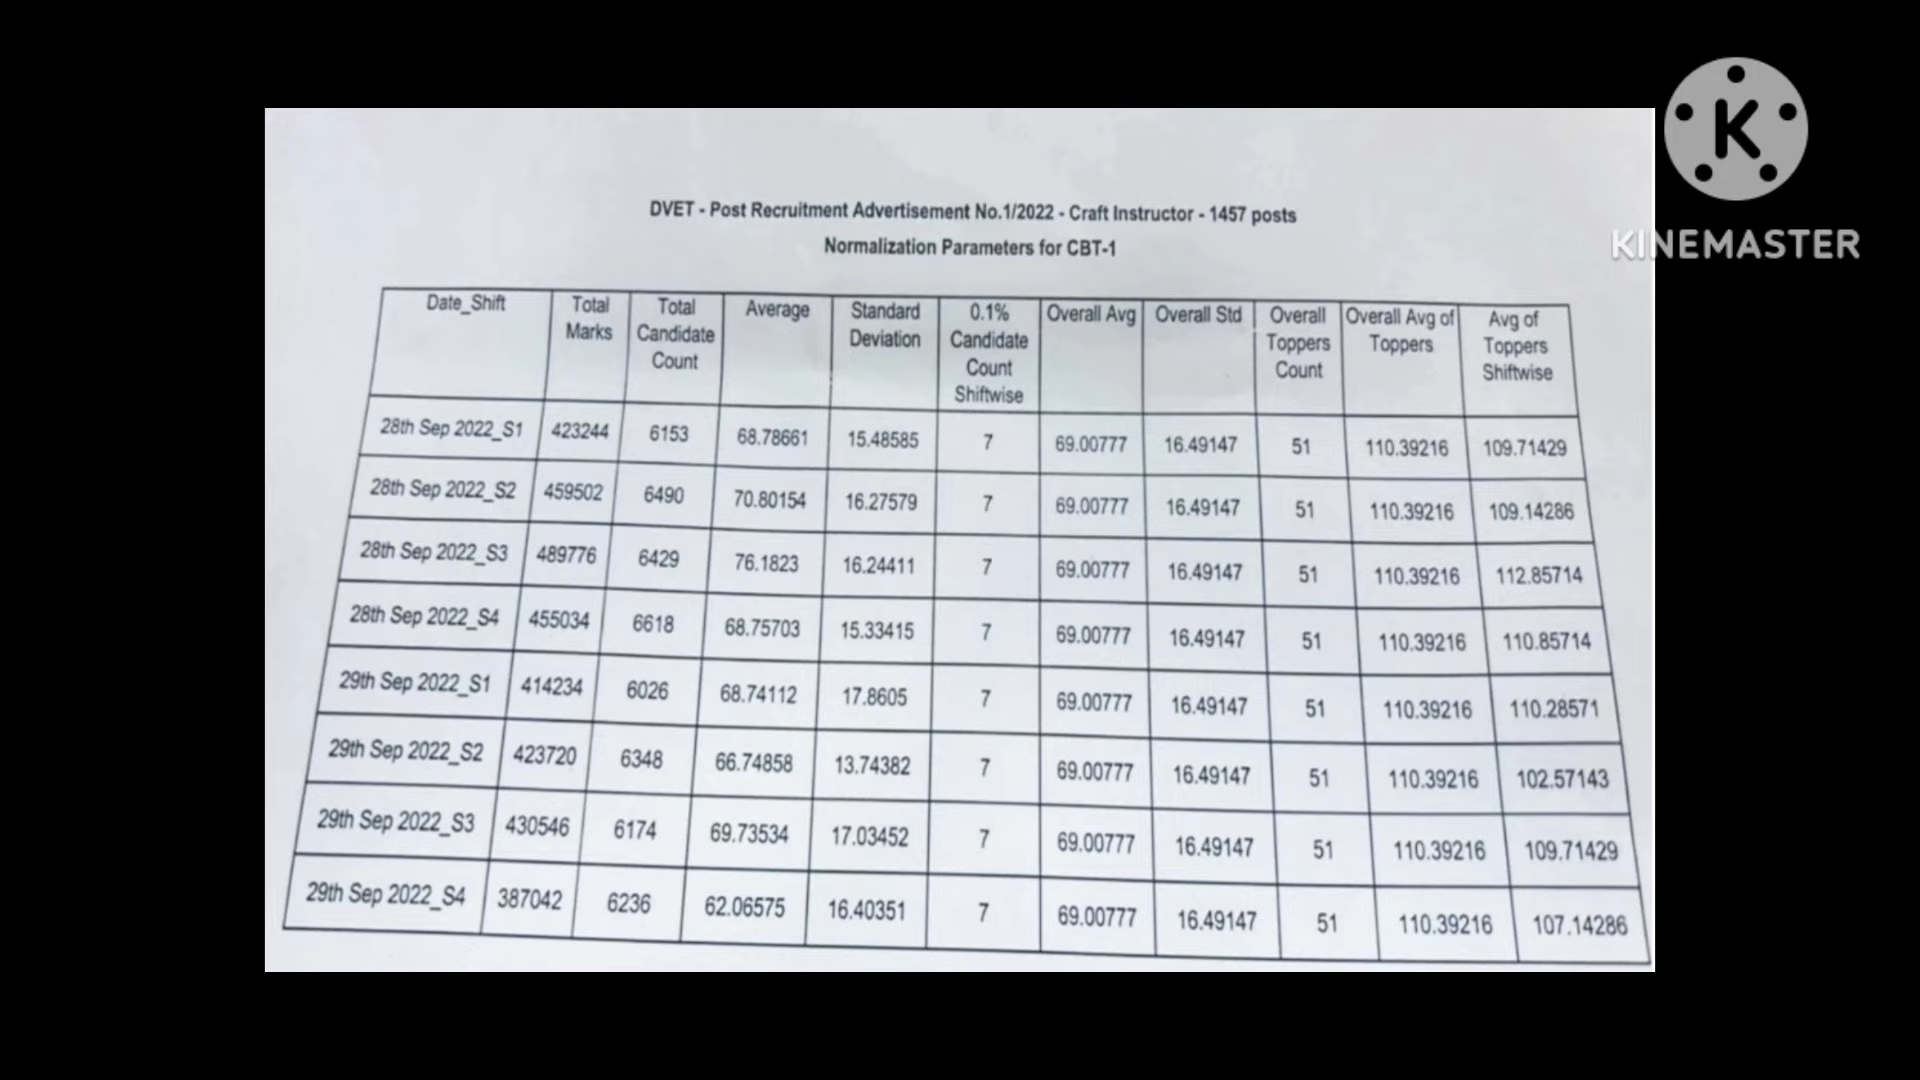 K
KINEMASTER
DVET - Post Recruitment Advertisement No.1/2022 - Craft Instructor - 1457 posts
Normalization Parameters for CBT-1
Date_Shift Total Marks Total Candidate Count Average Standard Deviation 0.1% Candidate Count Shiftwise Overall Avg Overall Std Overall Toppers Count Overall Avg of Toppers Avg of Toppers Shiftwise
28th Sep 2022_S1 423244 6153 68.78661 15.48585 7 69.00777 16.49147 51 110.39216 109.71429
28th Sep 2022_S2 459502 6490 70.80154 16.27579 7 69.00777 16.49147 51 110.39216 109.14286
28th Sep 2022_S3 489776 6429 76.1823 16.24411 7 69.00777 16.49147 51 110.39216 112.85714
28th Sep 2022_S4 455034 6618 68.75703 15.33415 7 69.00777 16.49147 51 110.39216 110.85714
29th Sep 2022_S1 414234 6026 68.74112 17.8605 7 69.00777 16.49147 51 110.39216 110.28571
29th Sep 2022_S2 423720 6348 66.74858 13.74382 7 69.00777 16.49147 51 110.39216 102.57143
29th Sep 2022_S3 430546 6174 69.73534 17.03452 7 69.00777 16.49147 51 110.39216 109.71429
29th Sep 2022_S4 387042 6236 62.06575 16.40351 7 69.00777 16.49147 51 110.39216 107.14286